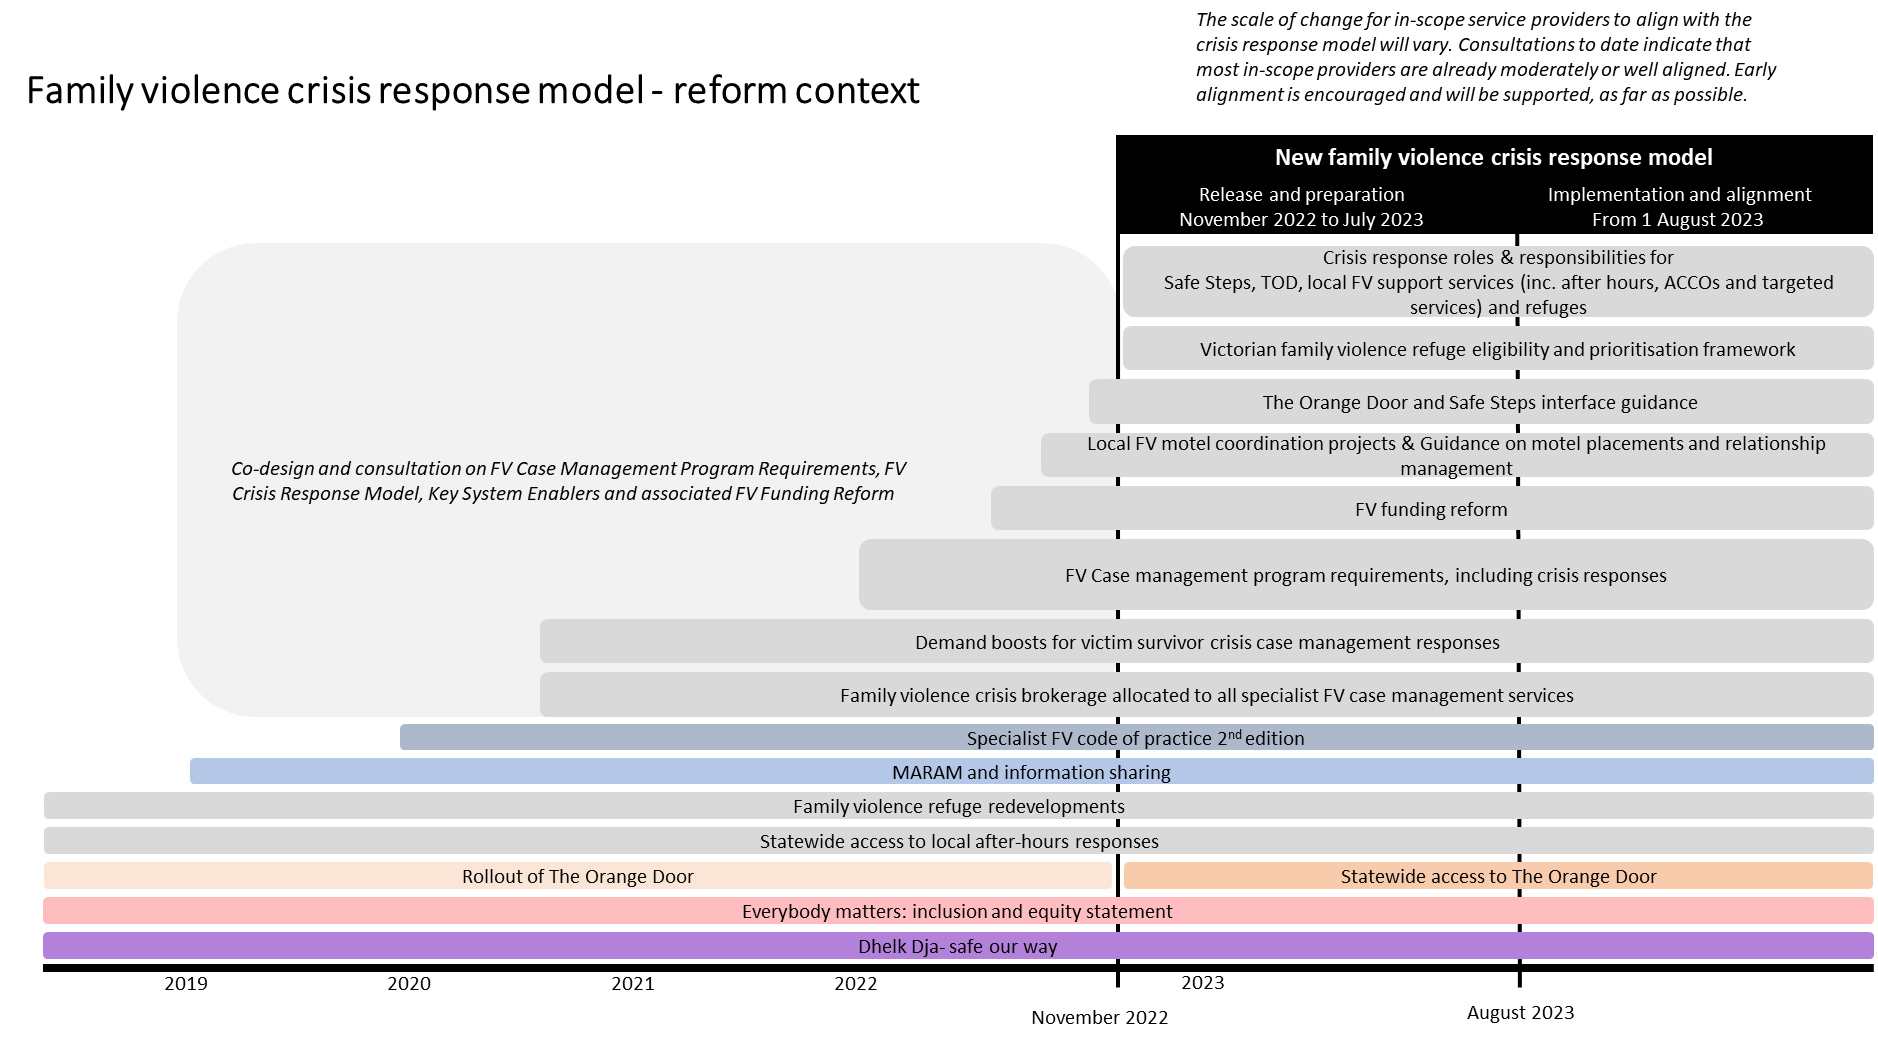 The scale of change for in-scope service providers to align with the
crisis response model will vary. Consultations to date indicate that
most in-scope providers are already moderately or well aligned. Early
alignment is encouraged and will be supported, as far as possible.
Family violence crisis response model - reform context
New family violence crisis response model
Release and preparation
November 2022 to July 2023
Implementation and alignment
From 1 August 2023
Crisis response roles & responsibilities for
Safe Steps, TOD, local FV support services (inc. after hours, ACCOs and targeted
services) and refuges
Victorian family violence refuge eligibility and prioritisation framework
The Orange Door and Safe Steps interface guidance
Local FV motel coordination projects & Guidance on motel placements and relationship
management
Co-design and consultation on FV Case Management Program Requirements, FV
Crisis Response Model, Key System Enablers and associated FV Funding Reform
FV funding reform
FV Case management program requirements, including crisis responses
Demand boosts for victim survivor crisis case management responses
Family violence crisis brokerage allocated to all specialist FV case management services
Specialist FV code of practice 2nd edition
MARAM and information sharing
Family violence refuge redevelopments
Statewide access to local after-hours responses
Rollout of The Orange Door
Statewide access to The Orange Door
Everybody matters: inclusion and equity statement
Dhelk Dja- safe our way
2019
2020
2021
2022
2023
November 2022
August 2023